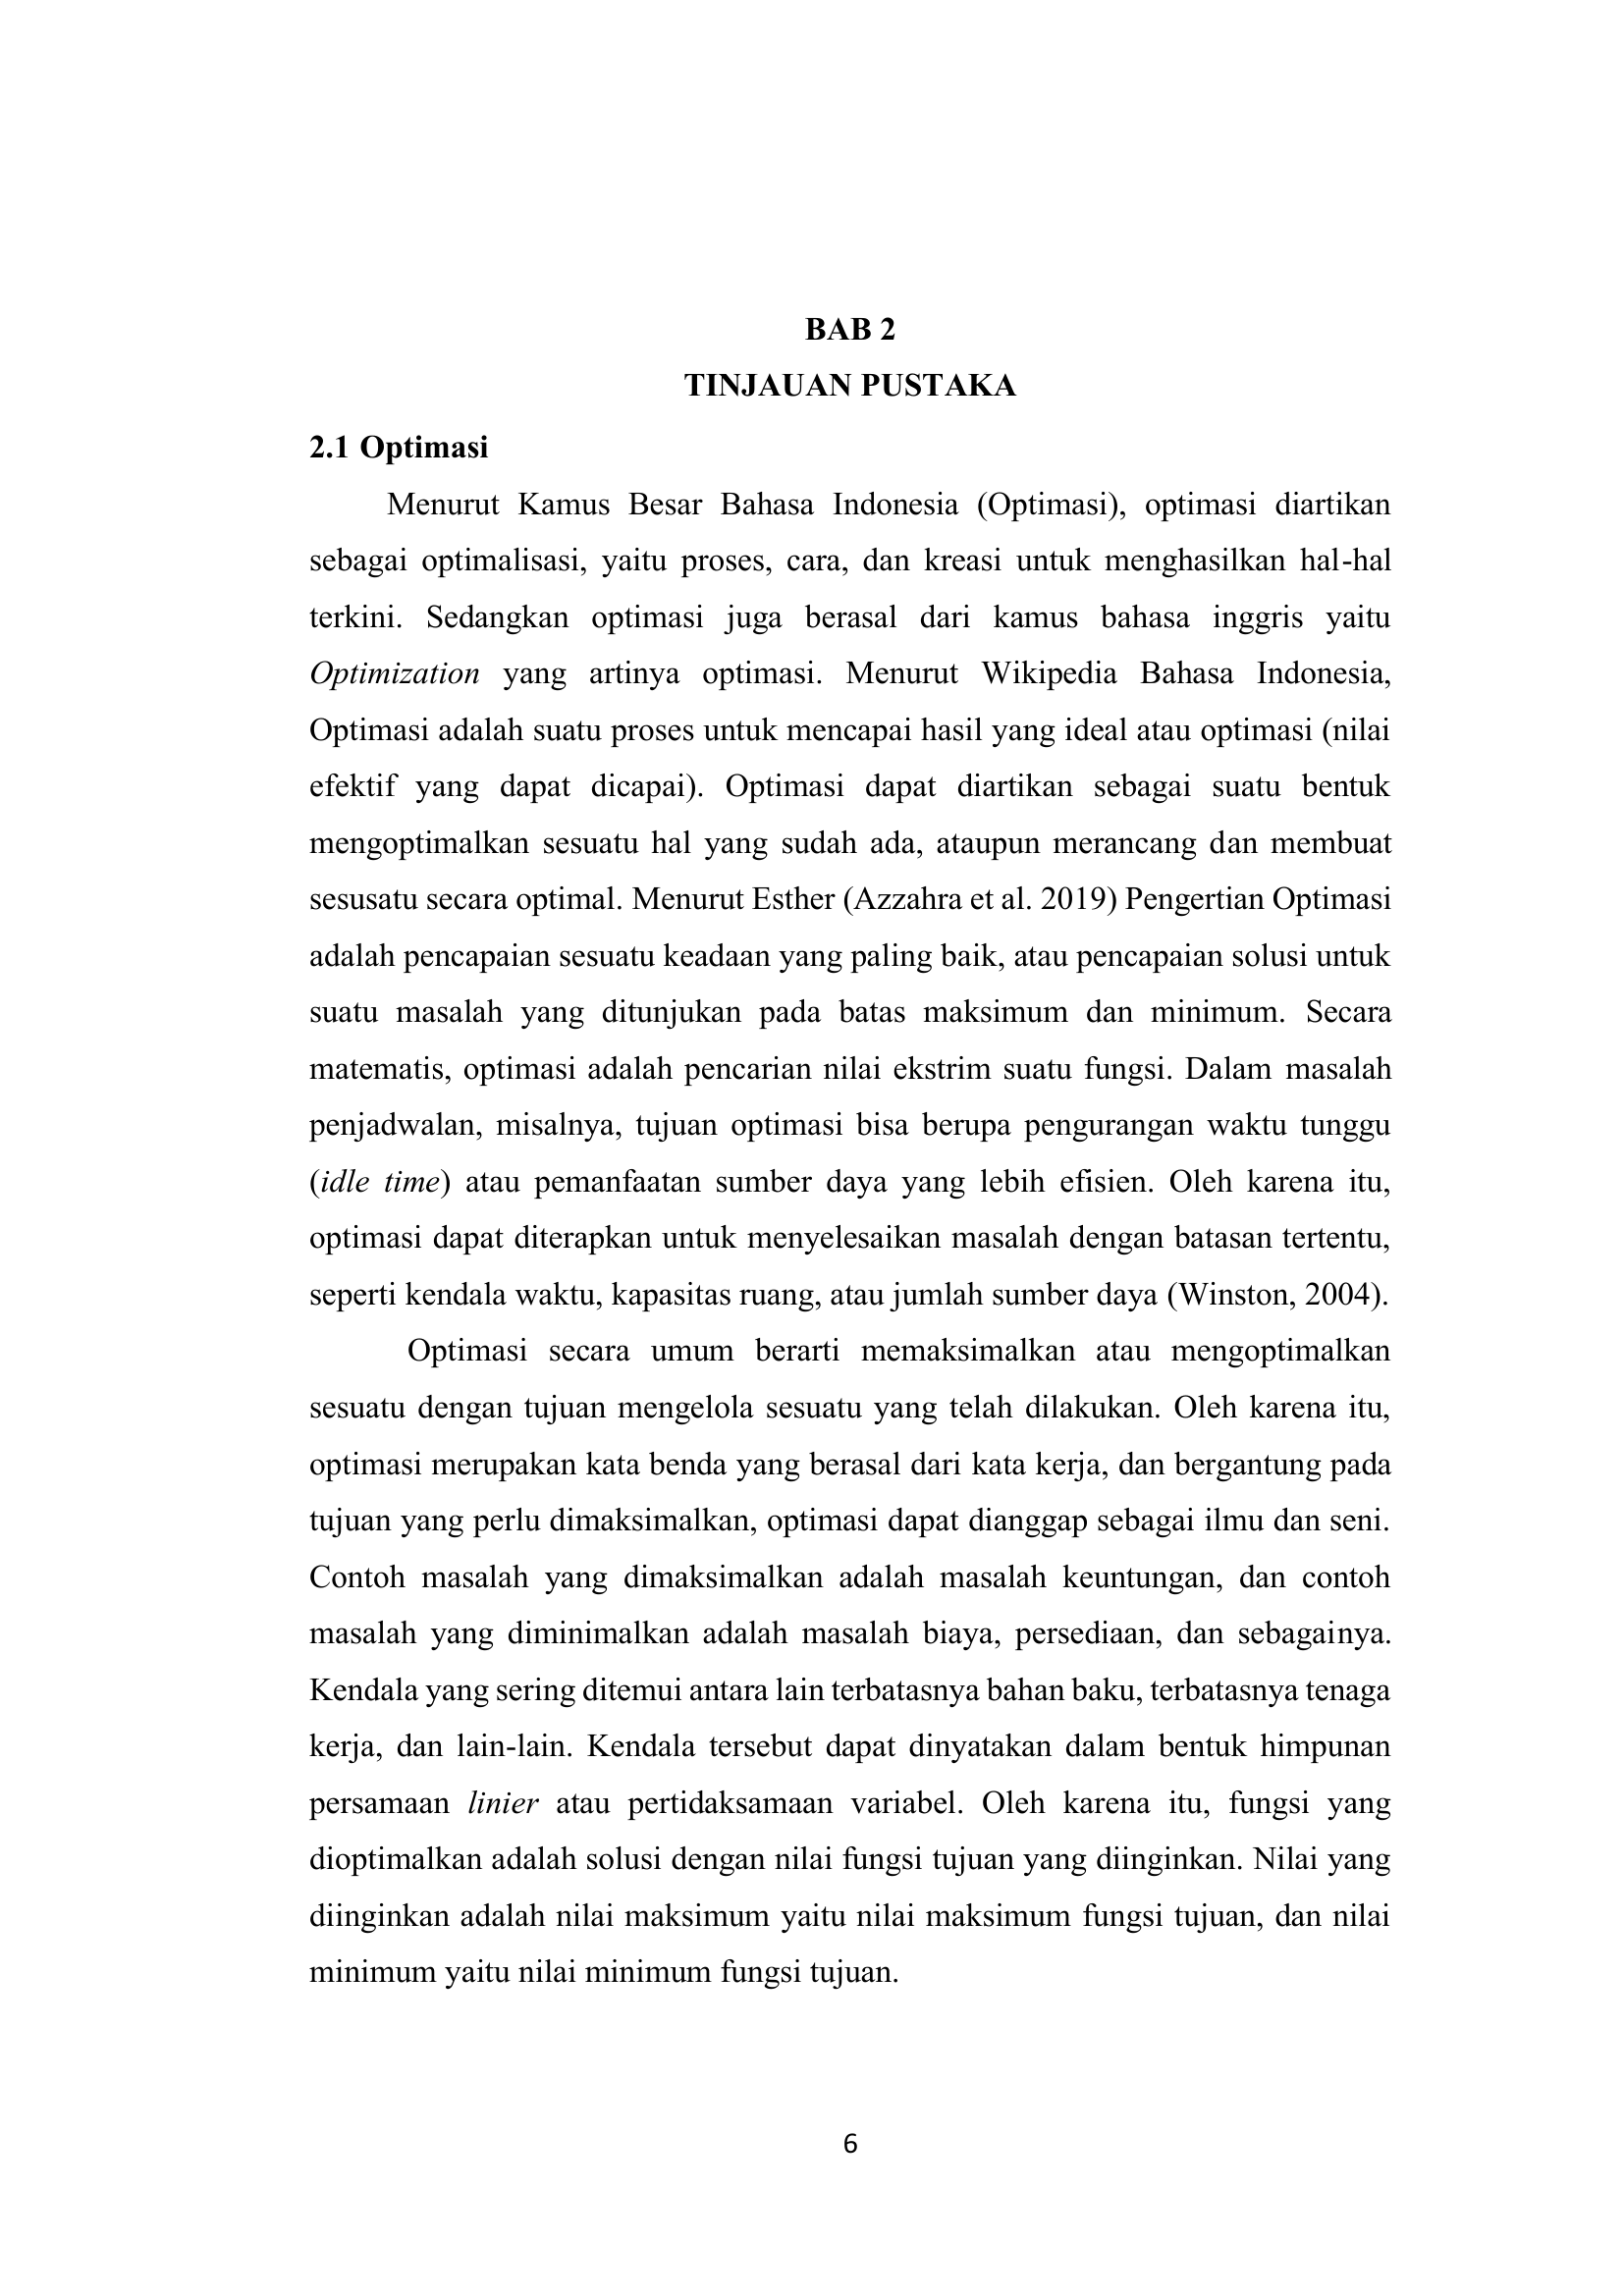 BAB 2
TINJAUAN PUSTAKA
2.1 Optimasi
Menurut Kamus Besar Bahasa Indonesia (Optimasi), optimasi diartikan
sebagai optimalisasi, yaitu proses, cara, dan kreasi untuk menghasilkan hal-hal
terkini. Sedangkan optimasi juga berasal dari kamus bahasa inggris yaitu
Optimization yang artinya optimasi. Menurut Wikipedia Bahasa Indonesia,
Optimasi adalah suatu proses untuk mencapai hasil yang ideal atau optimasi (nilai
efektif yang dapat dicapai). Optimasi dapat diartikan sebagai suatu bentuk
mengoptimalkan sesuatu hal yang sudah ada, ataupun merancang dan membuat
sesusatu secara optimal. Menurut Esther (Azzahra et al. 2019) Pengertian Optimasi
adalah pencapaian sesuatu keadaan yang paling baik, atau pencapaian solusi untuk
suatu masalah yang ditunjukan pada batas maksimum dan minimum. Secara
matematis, optimasi adalah pencarian nilai ekstrim suatu fungsi. Dalam masalah
penjadwalan, misalnya, tujuan optimasi bisa berupa pengurangan waktu tunggu
(idle time) atau pemanfaatan sumber daya yang lebih efisien. Oleh karena itu,
optimasi dapat diterapkan untuk menyelesaikan masalah dengan batasan tertentu,
seperti kendala waktu, kapasitas ruang, atau jumlah sumber daya (Winston, 2004).
Optimasi secara umum berarti memaksimalkan atau mengoptimalkan
sesuatu dengan tujuan mengelola sesuatu yang telah dilakukan. Oleh karena itu,
optimasi merupakan kata benda yang berasal dari kata kerja, dan bergantung pada
tujuan yang perlu dimaksimalkan, optimasi dapat dianggap sebagai ilmu dan seni.
Contoh masalah yang dimaksimalkan adalah masalah keuntungan, dan contoh
masalah yang diminimalkan adalah masalah biaya, persediaan, dan sebagainya.
Kendala yang sering ditemui antara lain terbatasnya bahan baku, terbatasnya tenaga
kerja, dan lain-lain. Kendala tersebut dapat dinyatakan dalam bentuk himpunan
persamaan linier atau pertidaksamaan variabel. Oleh karena itu, fungsi yang
dioptimalkan adalah solusi dengan nilai fungsi tujuan yang diinginkan. Nilai yang
diinginkan adalah nilai maksimum yaitu nilai maksimum fungsi tujuan, dan nilai
minimum yaitu nilai minimum fungsi tujuan.
6